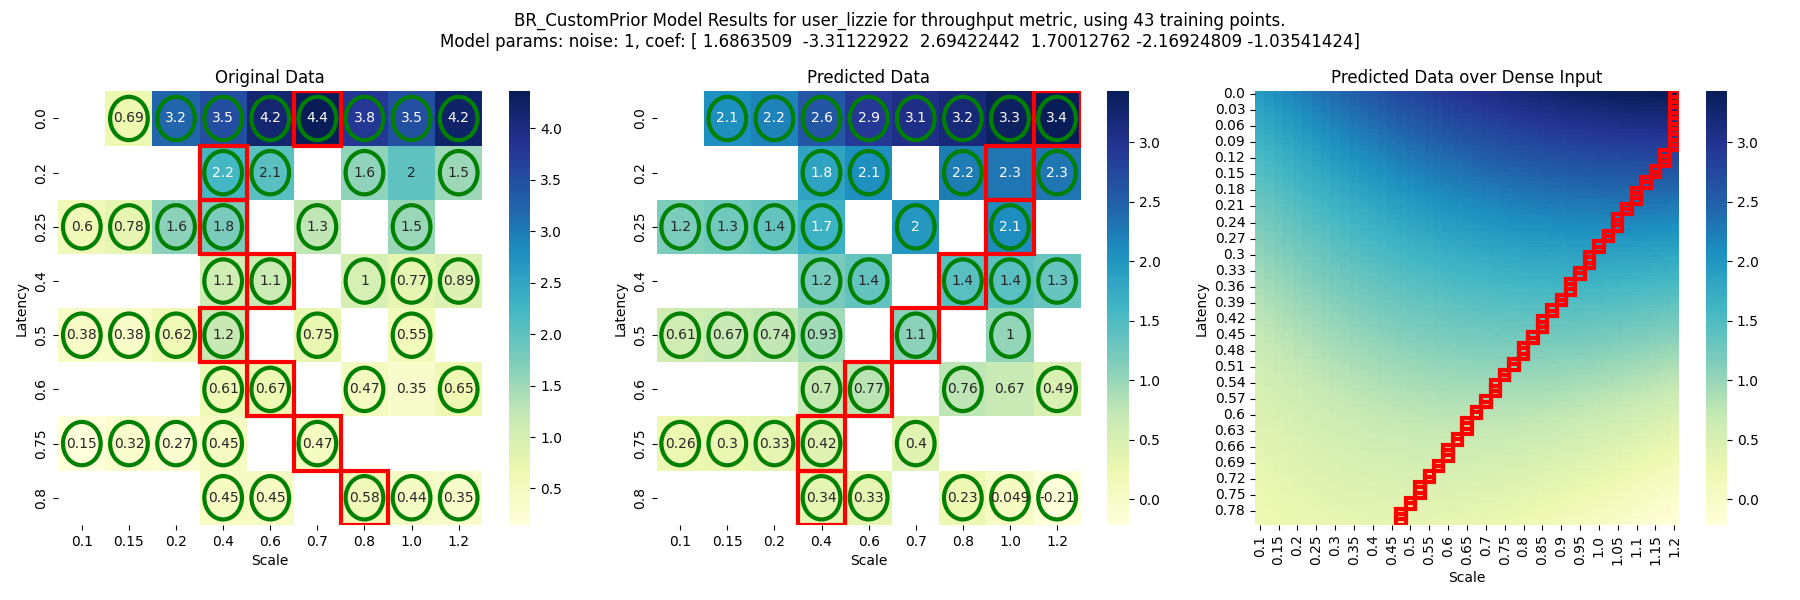 BR_CustomPrior Model Results for user_lizzie for throughput metric, using 43 training points.
Model params: noise: 1, coef: [ 1.6863509  -3.31122922  2.69422442  1.70012762 -2.16924809 -1.03541424]
Original Data
0.0 0.69 3.2 3.5 4.2 4.4 3.8 3.5 4.2
0.2 2.2 2.1 1.6 2 1.5
0.25 0.6 0.78 1.6 1.8 1.3 1.5
0.4 1.1 1.1 1 0.77 0.89
0.5 0.38 0.38 0.62 1.2 0.75 0.55
0.6 0.61 0.67 0.47 0.35 0.65
0.75 0.15 0.32 0.27 0.45 0.47
0.8 0.45 0.45 0.58 0.44 0.35
0.1 0.15 0.2 0.4 0.6 0.7 0.8 1.0 1.2
Scale
Latency
4.0
3.5
3.0
2.5
2.0
1.5
1.0
0.5
Predicted Data
0.0 2.1 2.2 2.6 2.9 3.1 3.2 3.3 3.4
0.2 1.8 2.1 2.2 2.3 2.3
0.25 1.2 1.3 1.4 1.7 2 2.1
0.4 1.2 1.4 1.4 1.4 1.3
0.5 0.61 0.67 0.74 0.93 1.1 1
0.6 0.7 0.77 0.76 0.67 0.49
0.75 0.26 0.3 0.33 0.42 0.4
0.8 0.34 0.33 0.23 0.049 -0.21
0.1 0.15 0.2 0.4 0.6 0.7 0.8 1.0 1.2
Scale
Latency
3.0
2.5
2.0
1.5
1.0
0.5
0.0
Predicted Data over Dense Input
0.0
0.03
0.06
0.09
0.12
0.15
0.18
0.21
0.24
0.27
0.3
0.33
0.36
0.39
0.42
0.45
0.48
0.51
0.54
0.57
0.6
0.63
0.66
0.69
0.72
0.75
0.78
0.1 0.15 0.2 0.25 0.3 0.35 0.4 0.45 0.5 0.55 0.6 0.65 0.7 0.75 0.8 0.85 0.9 0.95 1.0 1.05 1.1 1.15 1.2
Scale
Latency
3.0
2.5
2.0
1.5
1.0
0.5
0.0